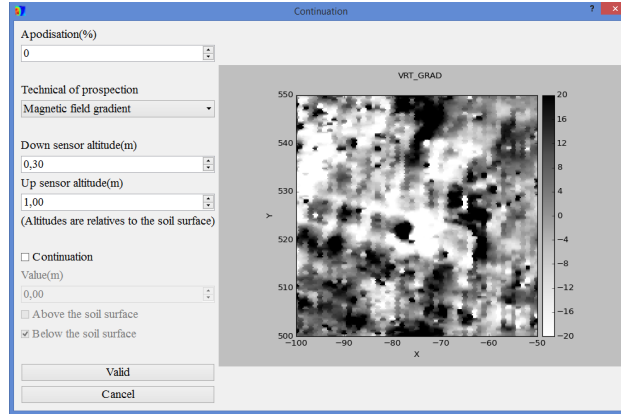 Continuation
? ×
Apodisation(%)
0
Technical of prospection
Magnetic field gradient
Down sensor altitude(m)
0,30
Up sensor altitude(m)
1,00
(Altitudes are relatives to the soil surface)
Continuation
Value(m)
0,00
Above the soil surface
Below the soil surface
Valid
Cancel
VRT_GRAD
550
540
530
520
510
500
Y
−100 −90 −80 −70 −60 −50
X
20
16
12
8
4
0
−4
−8
−12
−16
−20